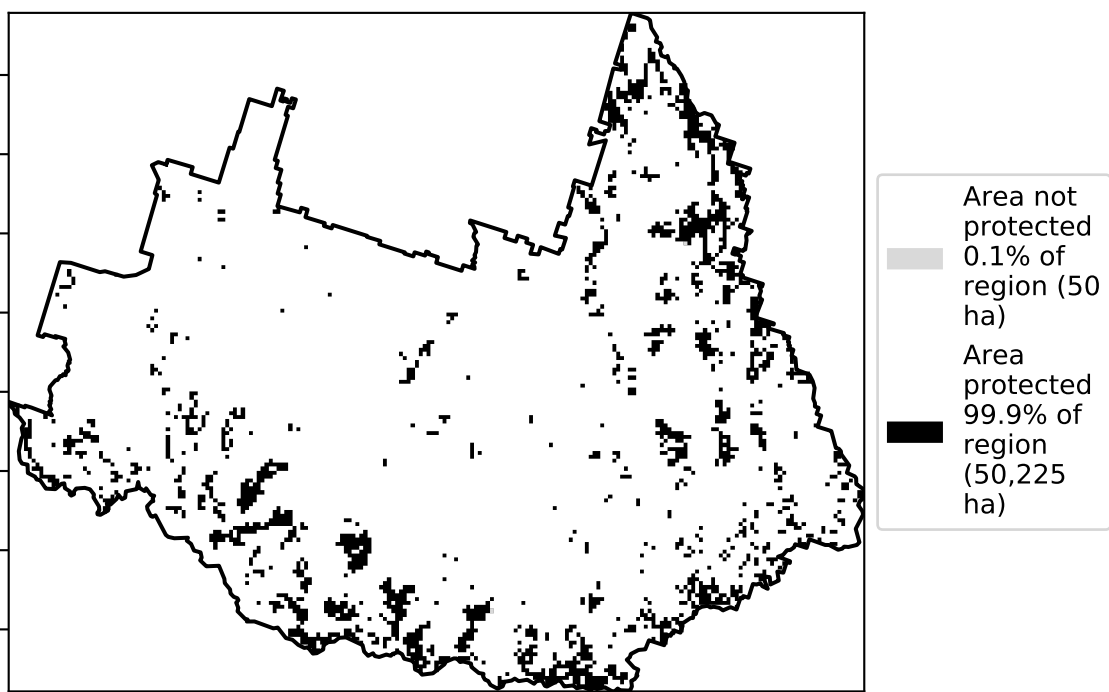 Area not
protected
0.1% of
region (50
ha)
Area
protected
99.9% of
region
(50,225
ha)